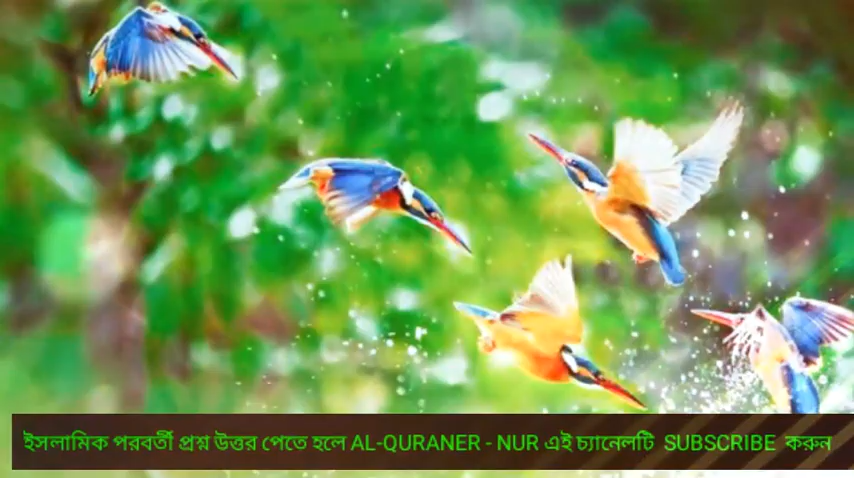 ইসলামিক পরবর্তী প্রশ্ন উত্তর পেতে হলে AL-QURANER - NUR এই চ্যানেলটি SUBSCRIBE করুন